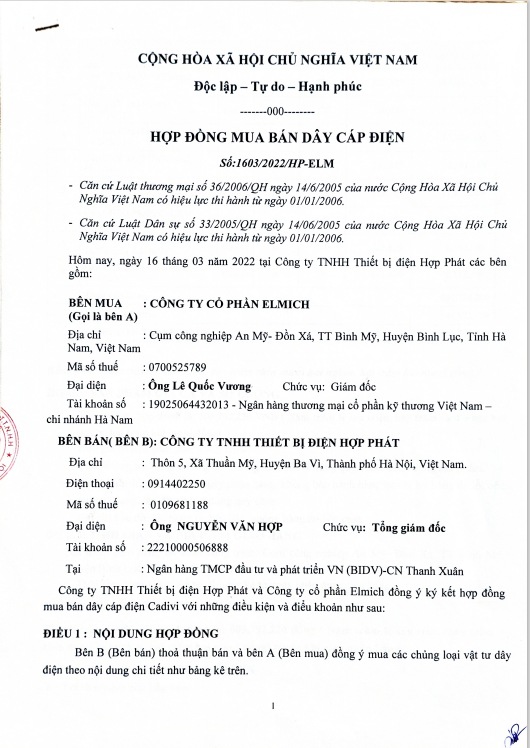 CỘNG HÒA XÃ HỘI CHỦ NGHĨA VIỆT NAM
Độc lập – Tự do – Hạnh phúc
-------000--------
HỢP ĐỒNG MUA BÁN DÂY CÁP ĐIỆN
Số:1603/2022/HP-ELM
- Căn cứ Luật thương mại số 36/2006/QH ngày 14/6/2005 của nước Cộng Hòa Xã Hội Chủ
Nghĩa Việt Nam có hiệu lực thi hành từ ngày 01/01/2006.
- Căn cứ Luật Dân sự số 33/2005/QH ngày 14/06/2005 của nước Cộng Hòa Xã Hội Chủ
Nghĩa Việt Nam có hiệu lực thi hành từ ngày 01/01/2006.
Hôm nay, ngày 16 tháng 03 năm 2022 tại Công ty TNHH Thiết bị điện Hợp Phát các bên
gồm:
BÊN MUA : CÔNG TY CỔ PHẦN ELMICH
(Gọi là bên A)
Địa chỉ : Cụm công nghiệp An Mỹ- Đồn Xá, TT Bình Mỹ, Huyện Bình Lục, Tỉnh Hà
Nam, Việt Nam
Mã số thuế : 0700525789
Đại diện : Ông Lê Quốc Vương Chức vụ: Giám đốc
Tài khoản số : 19025064432013 - Ngân hàng thương mại cổ phần kỹ thương Việt Nam –
chi nhánh Hà Nam
BÊN BÁN( BÊN B): CÔNG TY TNHH THIẾT BỊ ĐIỆN HỢP PHÁT
Địa chỉ : Thôn 5, Xã Thuần Mỹ, Huyện Ba Vì, Thành phố Hà Nội, Việt Nam.
Điện thoại : 0914402250
Mã số thuế : 0109681188
Đại diện : Ông NGUYỄN VĂN HỢP Chức vụ: Tổng giám đốc
Tài khoản số : 22210000506888
Tại : Ngân hàng TMCP đầu tư và phát triển VN (BIDV)-CN Thanh Xuân
Công ty TNHH Thiết bị điện Hợp Phát và Công ty cổ phần Elmich đồng ý ký kết hợp đồng
mua bán dây cáp điện Cadivi với những điều kiện và điều khoản như sau:
ĐIỀU 1 : NỘI DUNG HỢP ĐỒNG
Bên B (Bên bán) thoả thuận bán và bên A (Bên mua) đồng ý mua các chủng loại vật tư dây
điện theo nội dung chi tiết như bảng kê trên.
1